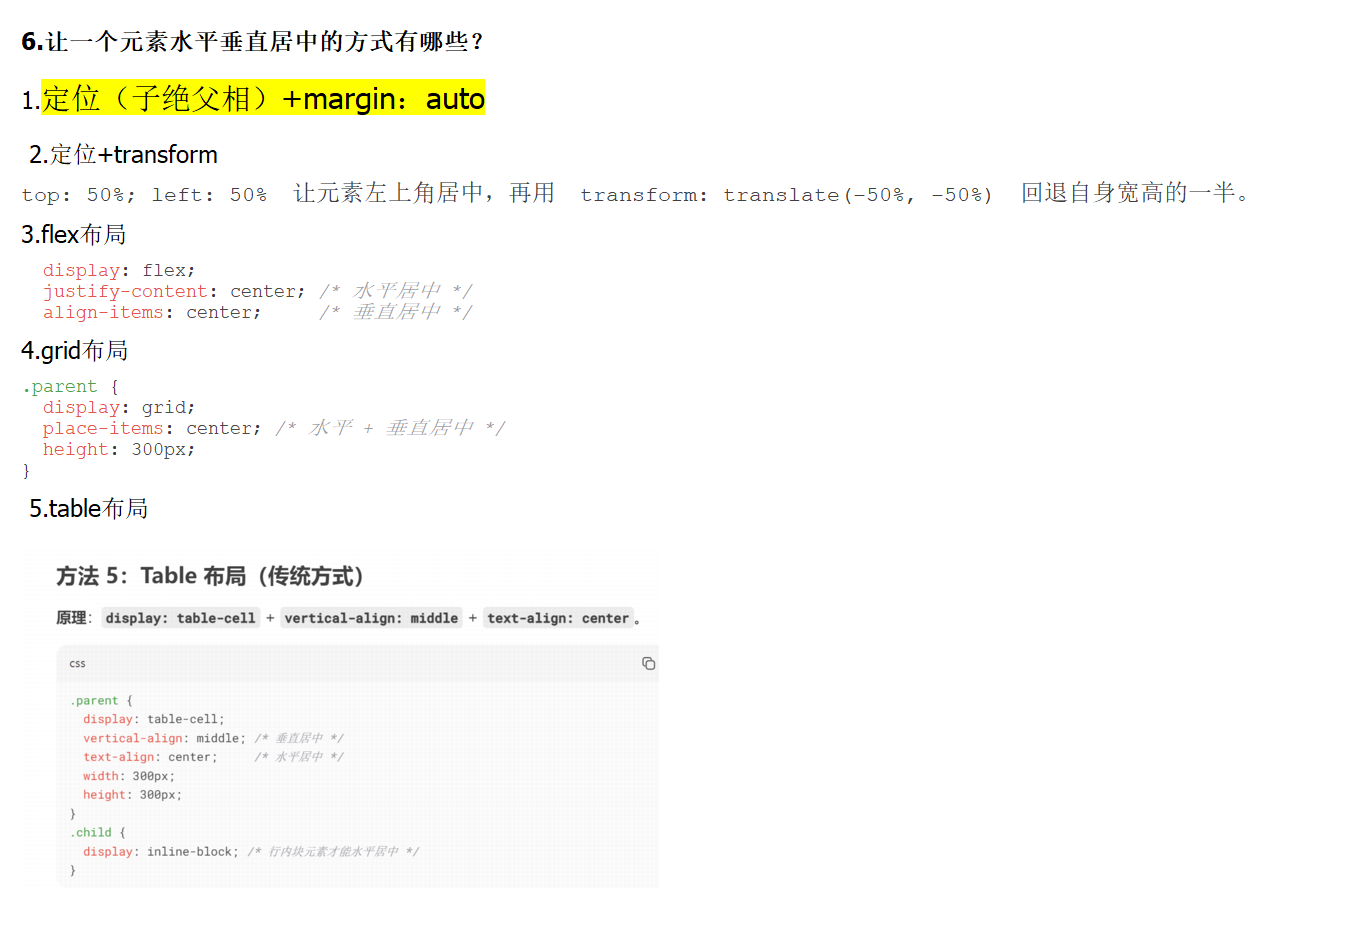 6.让一个元素水平垂直居中的方式有哪些？
1.定位（子绝父相）+margin：auto
2.定位+transform
top: 50%; left: 50% 让元素左上角居中，再用 transform: translate(-50%, -50%) 回退自身宽高的一半。
3.flex布局
display: flex;
justify-content: center; /* 水平居中 */
align-items: center; /* 垂直居中 */
4.grid布局
.parent {
display: grid;
place-items: center; /* 水平 + 垂直居中 */
height: 300px;
}
5.table布局
方法 5：Table 布局（传统方式）
原理：display: table-cell + vertical-align: middle + text-align: center。
css
.parent {
display: table-cell;
vertical-align: middle; /* 垂直居中 */
text-align: center; /* 水平居中 */
width: 300px;
height: 300px;
}
.child {
display: inline-block; /* 行内块元素才能水平居中 */
}